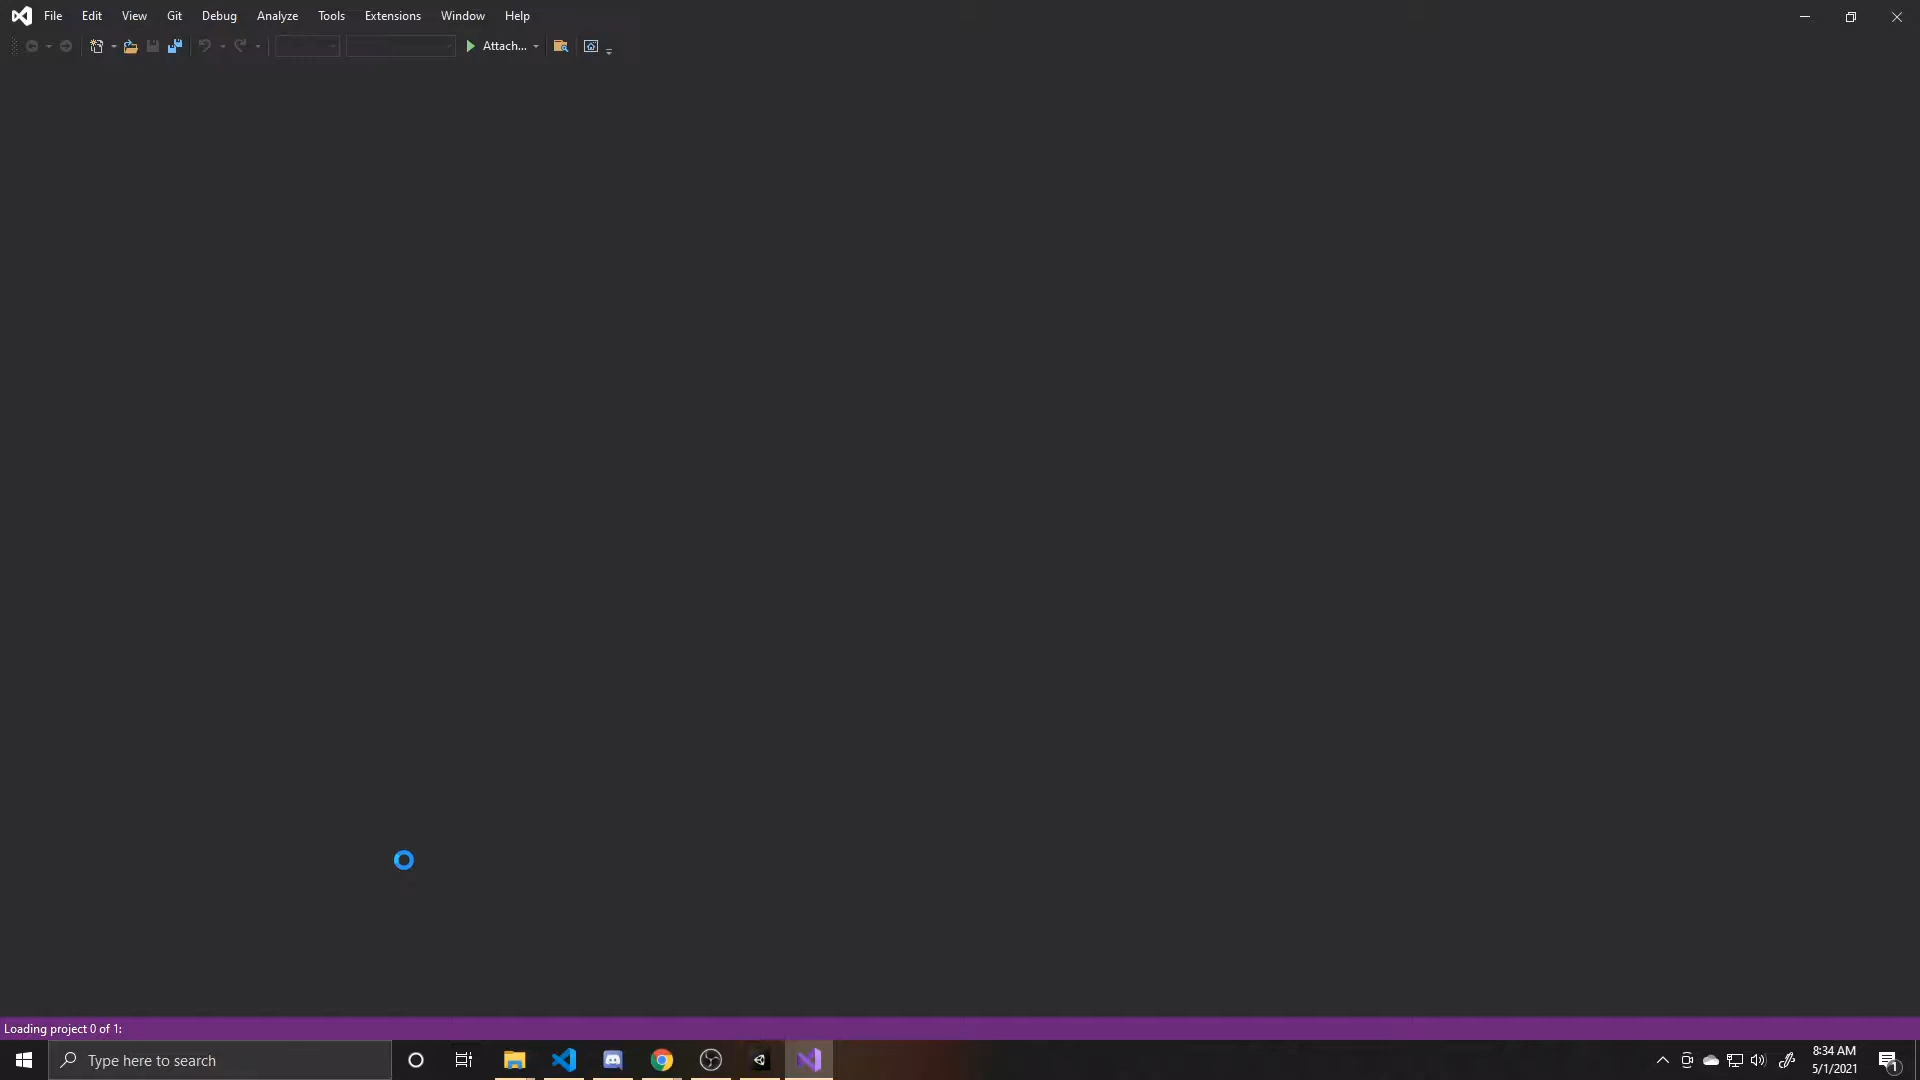 File Edit View Git Debug Analyze Tools Extensions Window Help
Attach...
Loading project 0 of 1:
Type here to search
8:34 AM
5/1/2021
1